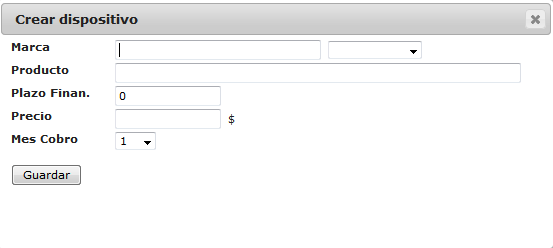 Crear dispositivo
Marca
Producto
Plazo Finan. 0
Precio $
Mes Cobro 1
Guardar